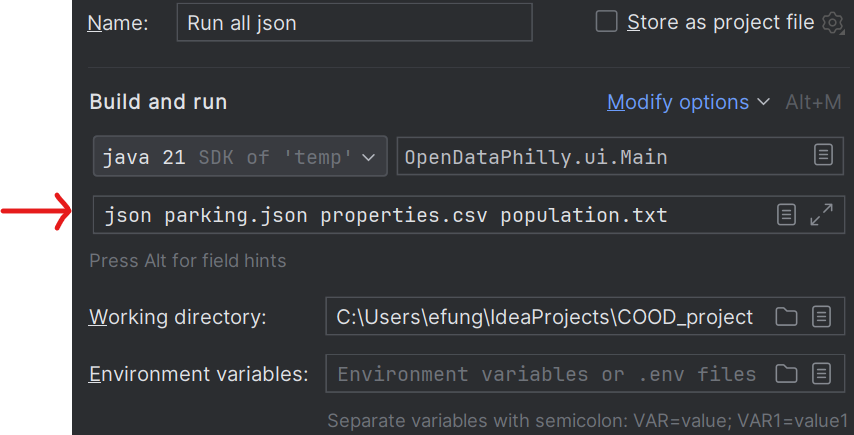 Name: Run all json Store as project file
Build and run Modify options Alt+M
java 21 SDK of 'temp' OpenDataPhilly.ui.Main
json parking.json properties.csv population.txt
Press Alt for field hints
Working directory: C:\Users\efung\IdeaProjects\COOD_project
Environment variables: Environment variables or .env files
Separate variables with semicolon: VAR=value; VAR1=value1